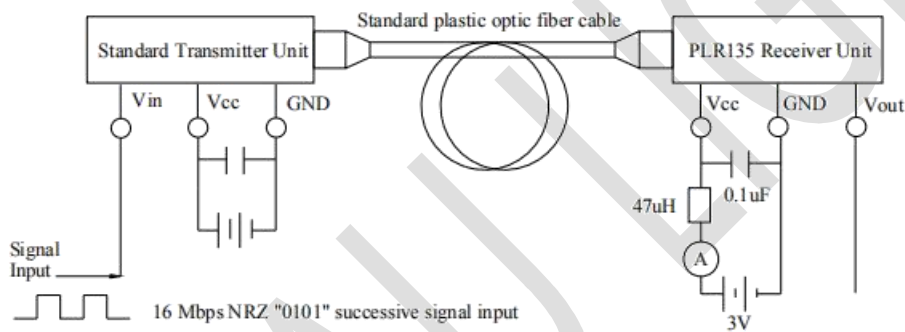 Standard plastic optic fiber cable
Standard Transmitter Unit
PLR135 Receiver Unit
Vin
Vcc
GND
Vcc
GND
Vout
0.1uF
47uH
A
3V
Signal
Input
16 Mbps NRZ "0101" successive signal input